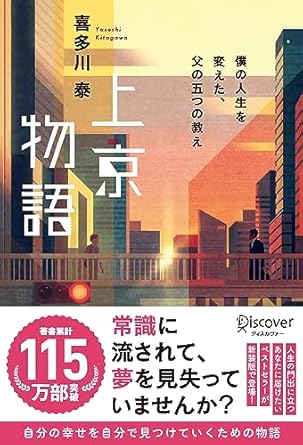 喜多川 泰
Yasushi
Kitagawa
僕の人生を
変えた、
父の五つの教え
上京
物語
著者累計
115
万部突破
常識に
流されて、
夢を見失って
いませんか?
Discover
ディスカヴァー
人生の門出に立つ
あなたに届けたい
ベストセラーが
新装版で登場!
自分の幸せを自分で見つけていくための物語